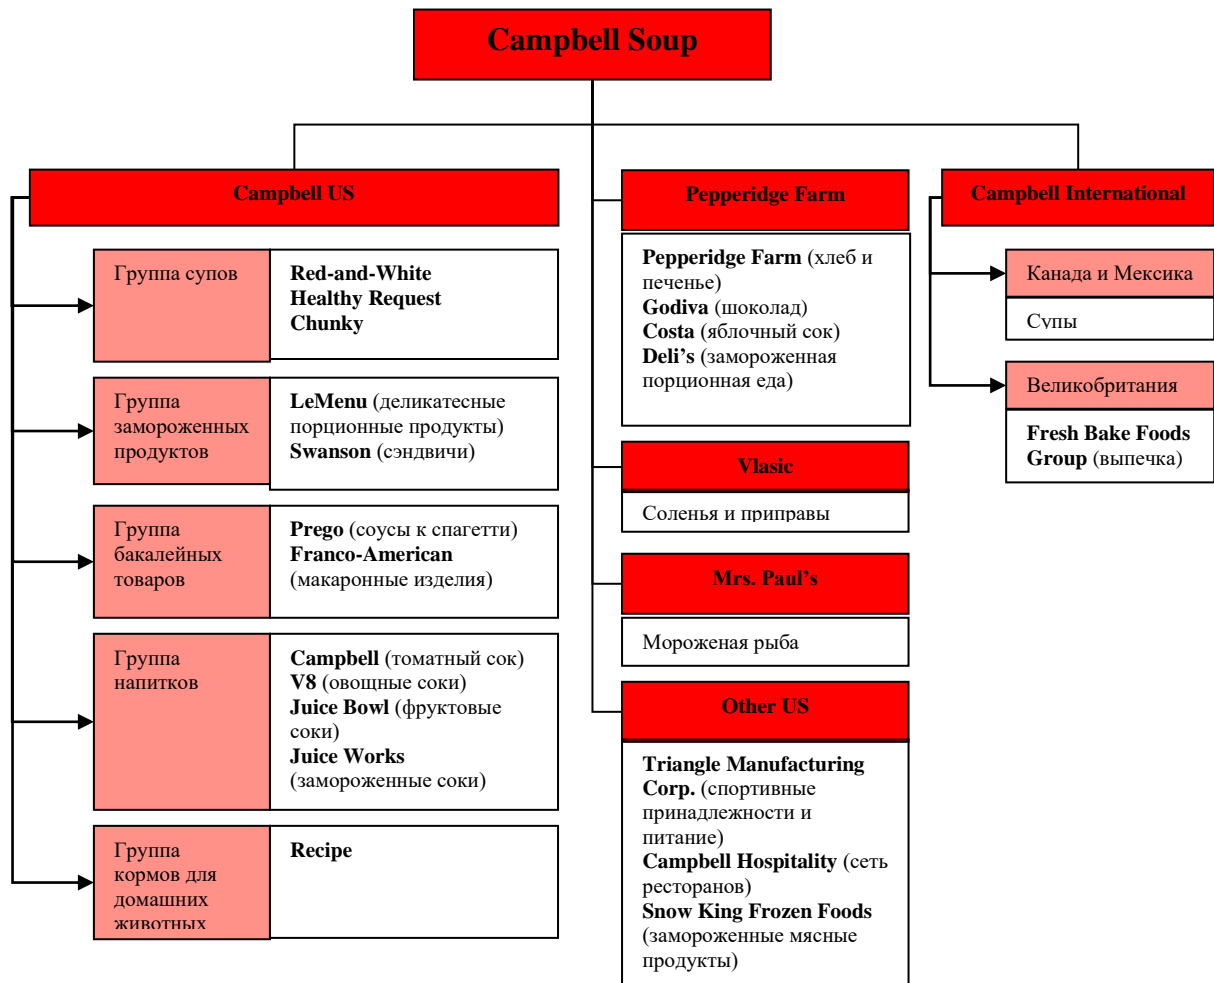 Campbell Soup
Campbell US
Группа супов
Red-and-White
Healthy Request
Chunky
Группа
замороженных
продуктов
LeMenu (деликатесные
порционные продукты)
Swanson (сэндвичи)
Группа
бакалейных
товаров
Prego (соусы к спагетти)
Franco-American
(макаронные изделия)
Группа
напитков
Campbell (томатный сок)
V8 (овощные соки)
Juice Bowl (фруктовые
соки)
Juice Works
(замороженные соки)
Группа
кормов для
домашних
животных
Recipe
Pepperidge Farm
Pepperidge Farm (хлеб и
печенье)
Godiva (шоколад)
Costa (яблочный сок)
Deli’s (замороженная
порционная еда)
Vlasic
Соленья и приправы
Mrs. Paul’s
Мороженая рыба
Other US
Triangle Manufacturing
Corp. (спортивные
принадлежности и
питание)
Campbell Hospitality (сеть
ресторанов)
Snow King Frozen Foods
(замороженные мясные
продукты)
Campbell International
Канада и Мексика
Супы
Великобритания
Fresh Bake Foods
Group (выпечка)